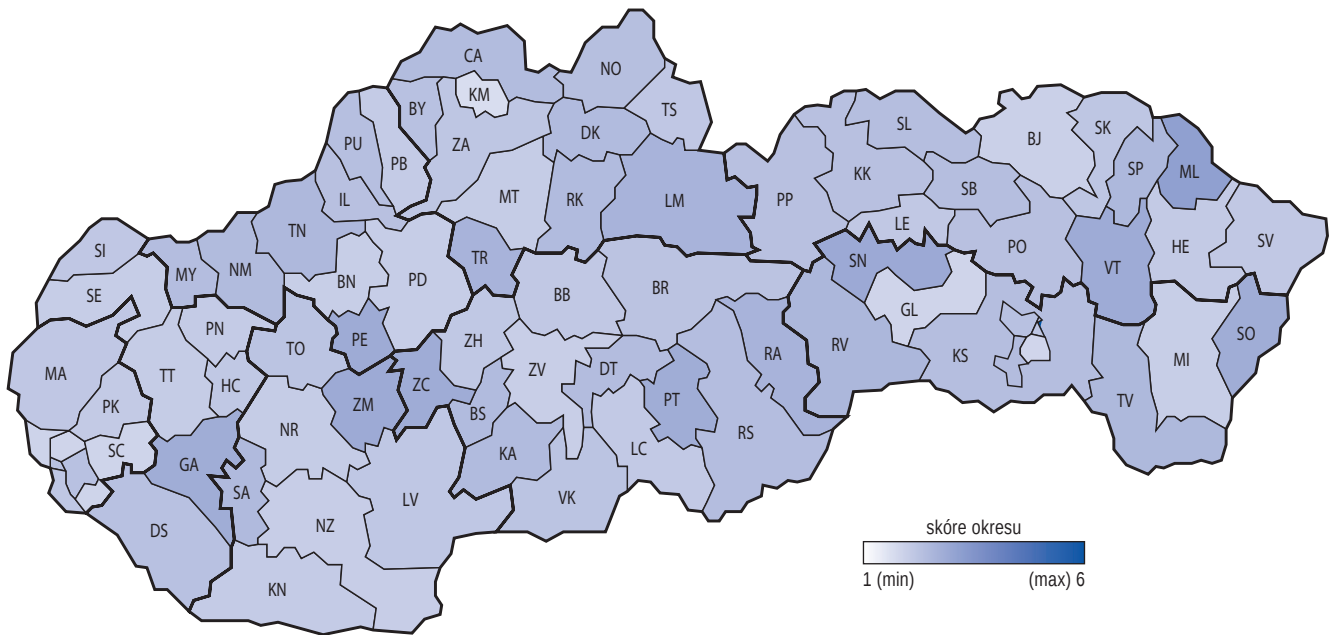 CA
NO
KM
BY
TS
PU
ZA
DK
PB
SL
BJ
SK
SP
ML
KK
SB
IL
MT
RK
LM
PP
LE
TN
PO
HE
SV
SI
MY
NM
TR
SN
VT
BN
PD
SE
BB
BR
GL
PN
TO
PE
ZH
RV
SO
KS
RA
MI
MA
TT
HC
ZM
ZC
ZV
DT
PK
BS
PT
TV
NR
RS
SC
GA
KA
LC
SA
LV
VK
DS
NZ
KN
skóre okresu
1 (min)
(max) 6